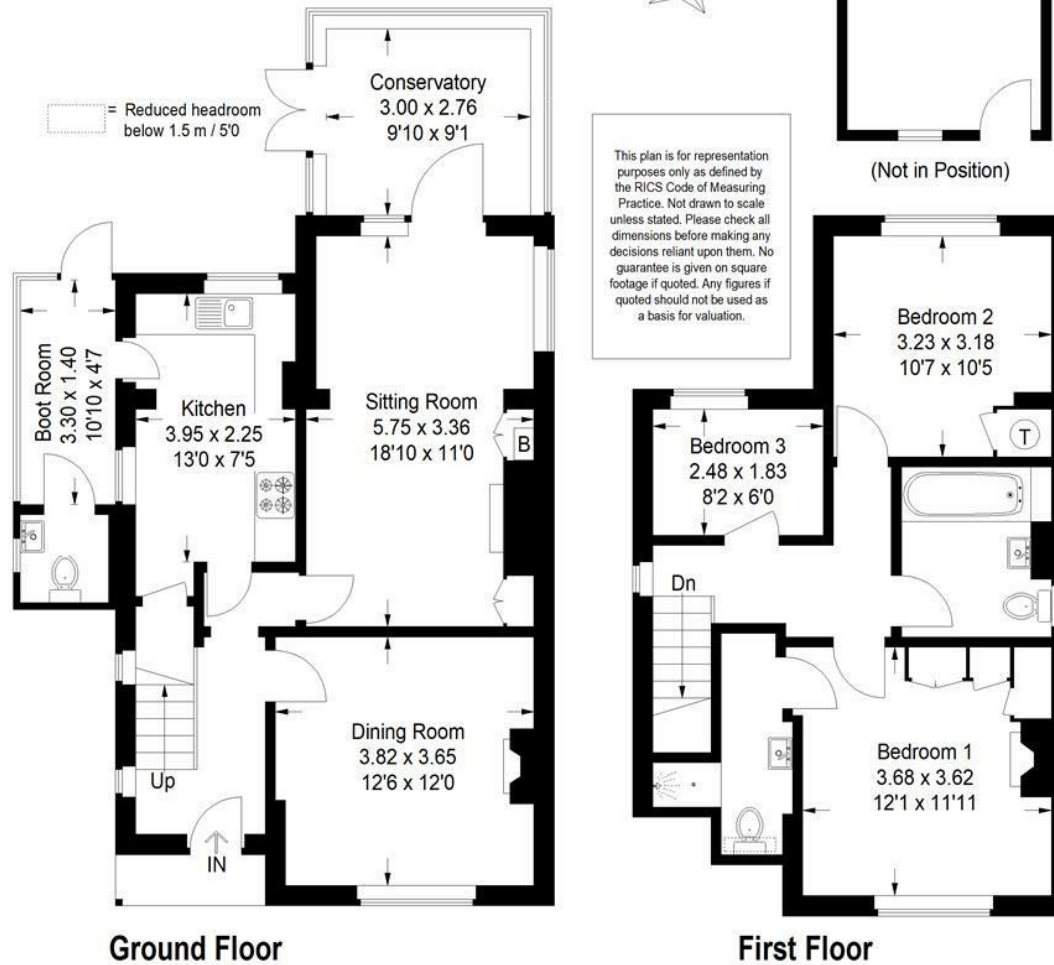 Conservatory
3.00 x 2.76
9'10 x 9'1
= Reduced headroom
below 1.5 m / 5'0
This plan is for representation
purposes only as defined by
the RICS Code of Measuring
Practice. Not drawn to scale
unless stated. Please check all
dimensions before making any
decisions reliant upon them. No
guarantee is given on square
footage if quoted. Any figures if
quoted should not be used as
a basis for valuation.
(Not in Position)
Boot Room
3.30 x 1.40
10'10 x 4'7
Kitchen
3.95 x 2.25
13'0 x 7'5
Sitting Room
5.75 x 3.36
18'10 x 11'0
B
Dining Room
3.82 x 3.65
12'6 x 12'0
Up
IN
Ground Floor
Bedroom 2
3.23 x 3.18
10'7 x 10'5
T
Bedroom 3
2.48 x 1.83
8'2 x 6'0
Dn
Bedroom 1
3.68 x 3.62
12'1 x 11'11
First Floor